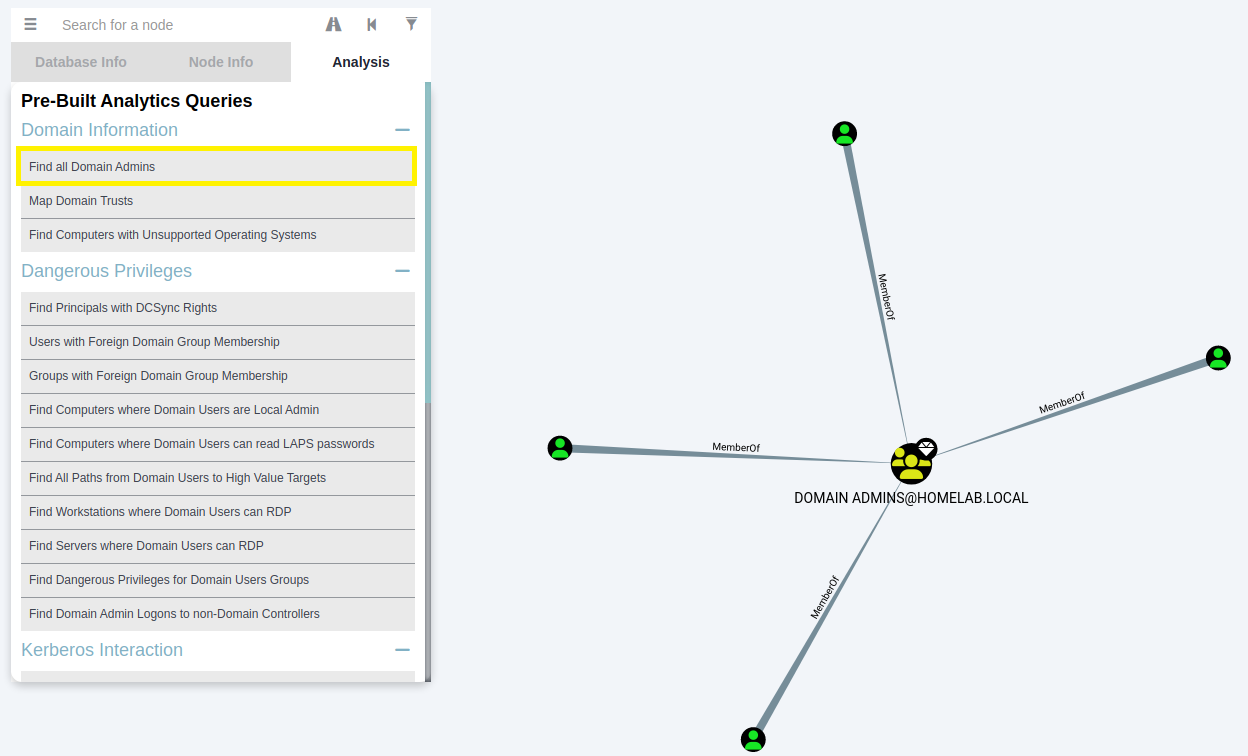 Search for a node
Database Info
Node Info
Analysis
Pre-Built Analytics Queries
Domain Information
Find all Domain Admins
Map Domain Trusts
Find Computers with Unsupported Operating Systems
Dangerous Privileges
Find Principals with DCSync Rights
Users with Foreign Domain Group Membership
Groups with Foreign Domain Group Membership
Find Computers where Domain Users are Local Admin
Find Computers where Domain Users can read LAPS passwords
Find All Paths from Domain Users to High Value Targets
Find Workstations where Domain Users can RDP
Find Servers where Domain Users can RDP
Find Dangerous Privileges for Domain Users Groups
Find Domain Admin Logons to non-Domain Controllers
Kerberos Interaction
MemberOf
MemberOf
MemberOf
DOMAIN ADMINS@HOMELAB.LOCAL
MemberOf